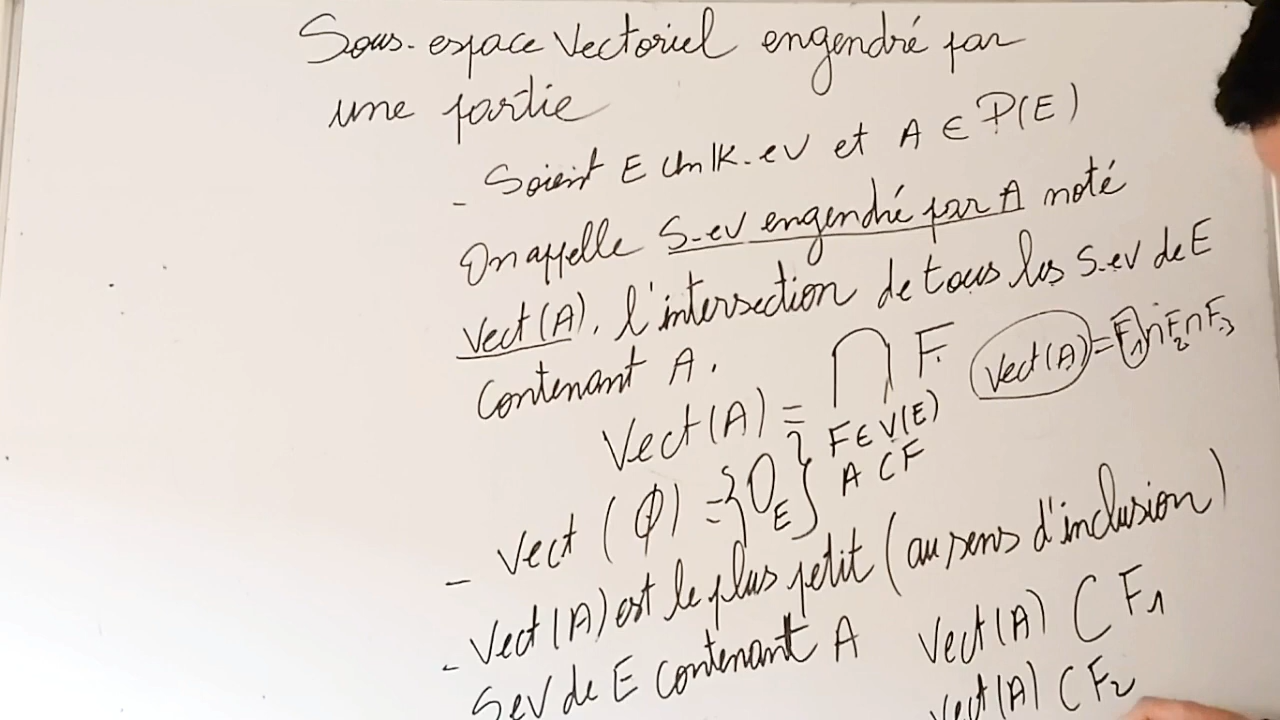 Sous-espace Vectoriel engendré par
une partie
- Soient E un IK-ev et A ∈ P(E)
On appelle S-ev engendré par A noté
Vect(A), l'intersection de tous les S.ev de E
contenant A.
Vect(A) = ⋂ F
F ∈ V(E)
A ⊂ F
Vect(A) = F₁∩F₂∩F₃
- Vect(∅) = {0_E}
- Vect(A) est le plus petit (au sens d'inclusion)
Sev de E contenant A
Vect(A) ⊂ F₁
Vect(A) ⊂ F₂